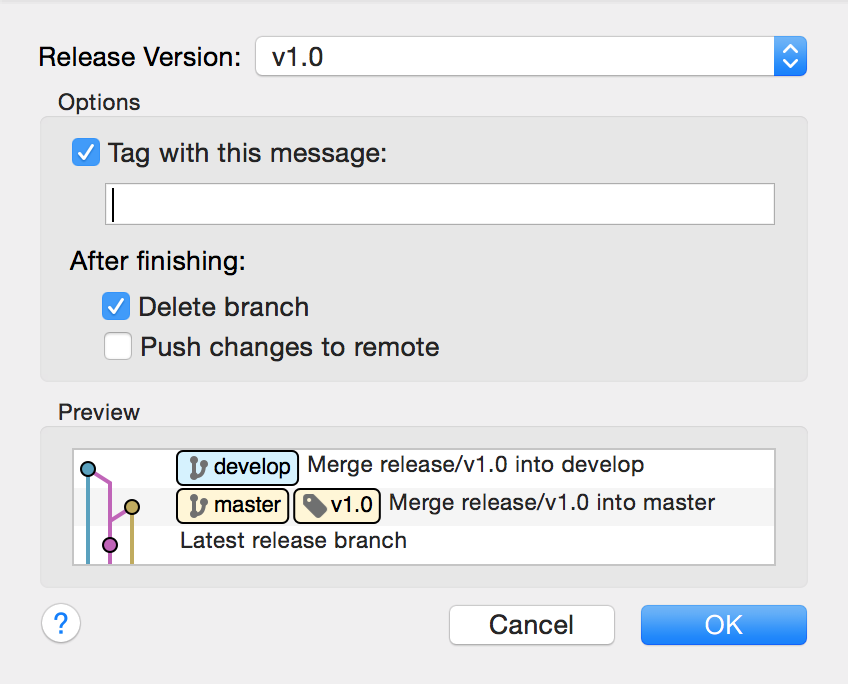 Release Version: v1.0
Options
Tag with this message:
After finishing:
Delete branch
Push changes to remote
Preview
develop Merge release/v1.0 into develop
master v1.0 Merge release/v1.0 into master
Latest release branch
? Cancel OK